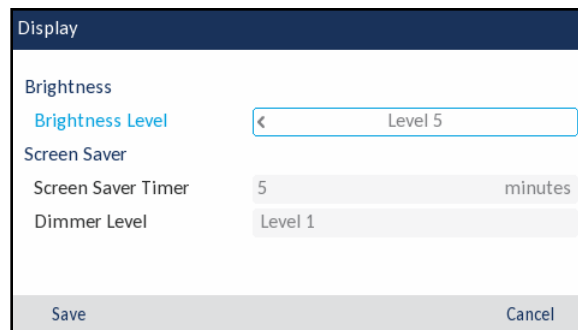 Display
Brightness
Brightness Level < Level 5
Screen Saver
Screen Saver Timer 5 minutes
Dimmer Level Level 1
Save Cancel